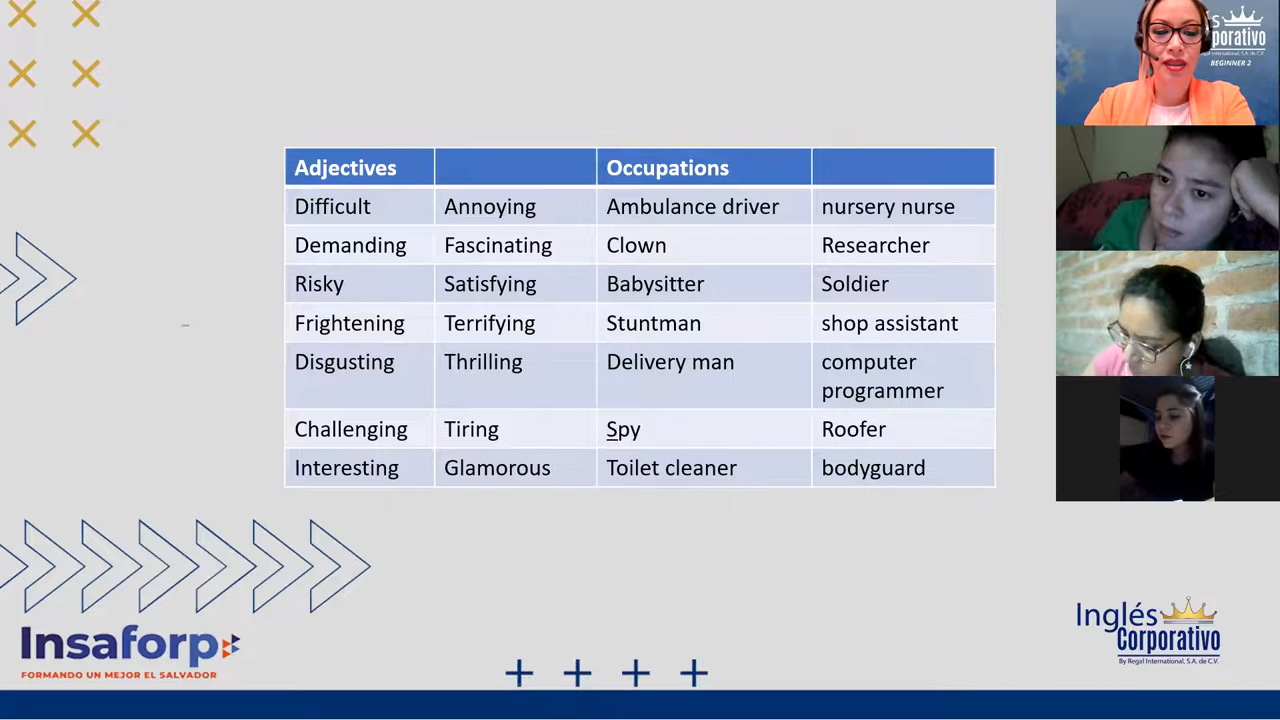 Adjectives Occupations
Difficult Annoying Ambulance driver nursery nurse
Demanding Fascinating Clown Researcher
Risky Satisfying Babysitter Soldier
Frightening Terrifying Stuntman shop assistant
Disgusting Thrilling Delivery man computer
programmer
Challenging Tiring Spy Roofer
Interesting Glamorous Toilet cleaner bodyguard
porativo
BEGINNER 2
Insaforp
FORMANDO UN MEJOR EL SALVADOR
Inglés
Corporativo
By Regal International, S.A. de C.V.